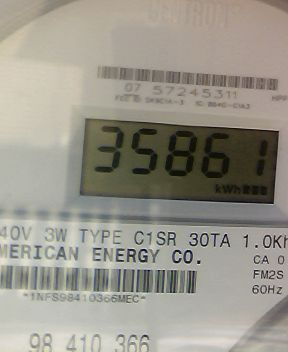 CENTRON
07 57245311
35861
kWh
40V 3W TYPE C1SR 30TA 1.0Kh
MERICAN ENERGY CO.
CA 0
FM2S
60Hz
*1NFS98410366MEC*
98 410 366